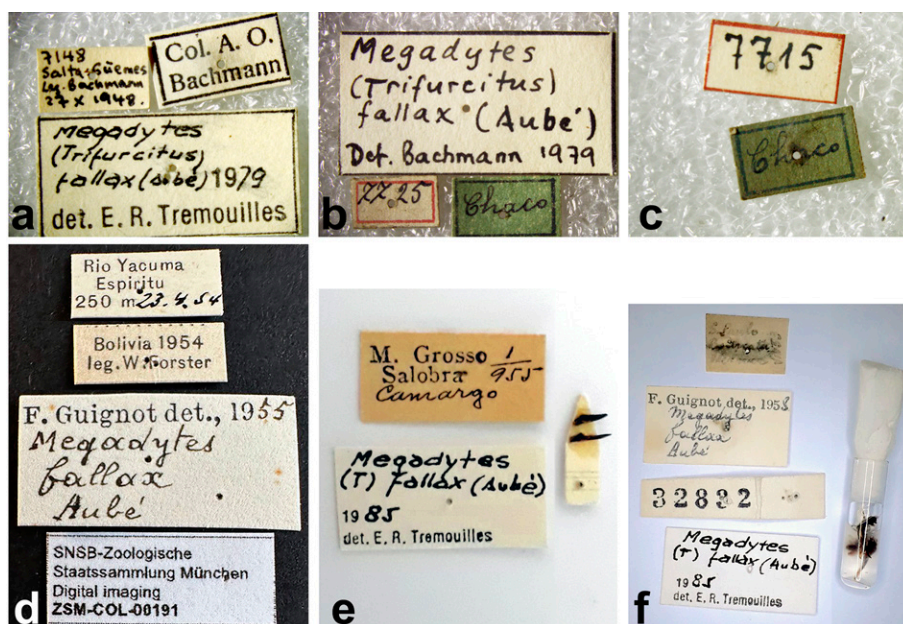 7148
Salta-Güemes
Leg. Bachmann
27 X 1948.
Col. A. O.
Bachmann
Megadytes
(Trifurcitus)
fallax (Aubé) 1979
det. E. R. Tremouilles
a
Megadytes
(Trifurcitus)
fallax (Aubé)
Det. Bachmann 1979
7725
Chaco
b
7715
Chaco
c
Rio Yacuma
Espiritu
250 m 23.4.54
Bolivia 1954
leg. W. Forster
F. Guignot det., 1955
Megadytes
fallax
Aubé
SNSB-Zoologische
Staatssammlung München
Digital imaging
ZSM-COL-00191
d
M. Grosso 1/955
Salobra
Camargo
Megadytes
(T) fallax (Aubé)
1985
det. E. R. Tremouilles
e
F. Guignot det., 1953
Megadytes
fallax
Aubé
32832
Megadytes
(T) fallax (Aubé)
1985
det. E. R. Tremouilles
f